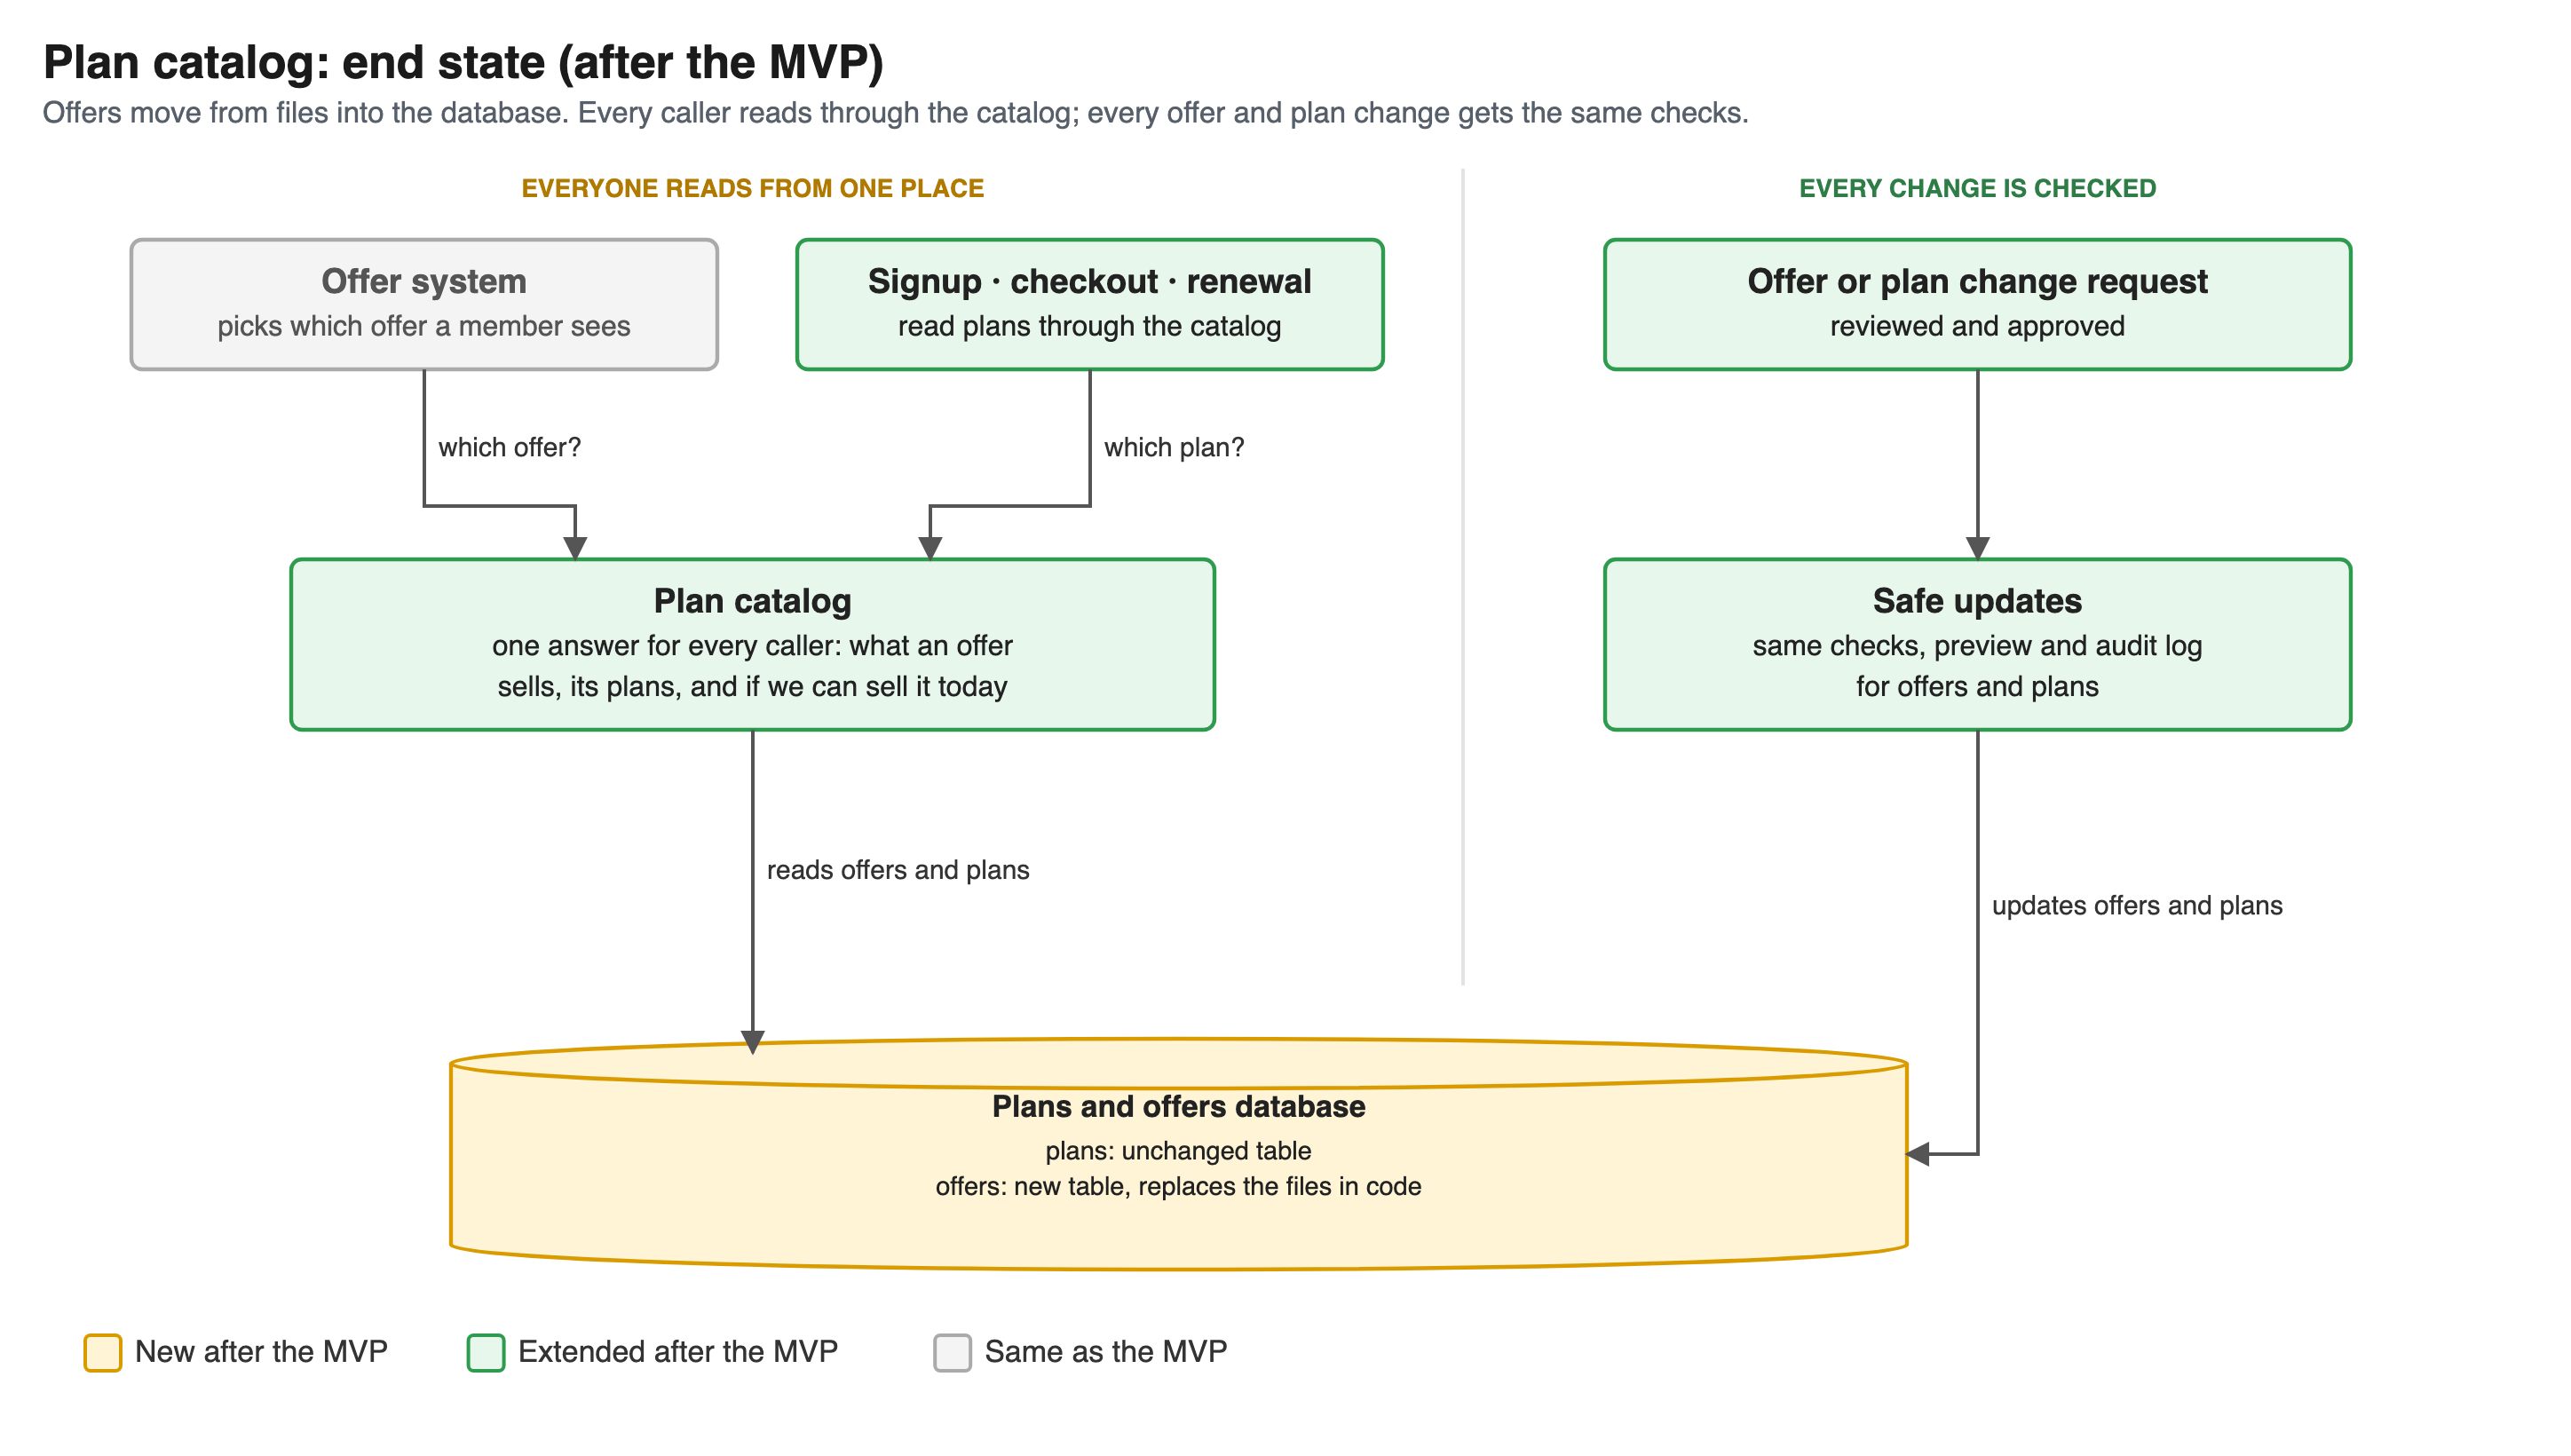 Plan catalog: end state (after the MVP)
Offers move from files into the database. Every caller reads through the catalog; every offer and plan change gets the same checks.
EVERYONE READS FROM ONE PLACE
EVERY CHANGE IS CHECKED
Offer system
picks which offer a member sees
Signup · checkout · renewal
read plans through the catalog
Offer or plan change request
reviewed and approved
which offer?
which plan?
Plan catalog
one answer for every caller: what an offer
sells, its plans, and if we can sell it today
Safe updates
same checks, preview and audit log
for offers and plans
reads offers and plans
updates offers and plans
Plans and offers database
plans: unchanged table
offers: new table, replaces the files in code
New after the MVP
Extended after the MVP
Same as the MVP